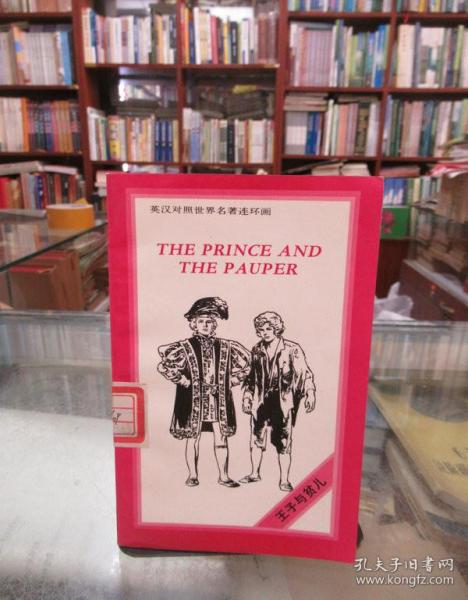 英汉对照世界名著连环画
THE PRINCE AND
THE PAUPER
王子与贫儿
孔夫子旧书网
www.kongfz.com